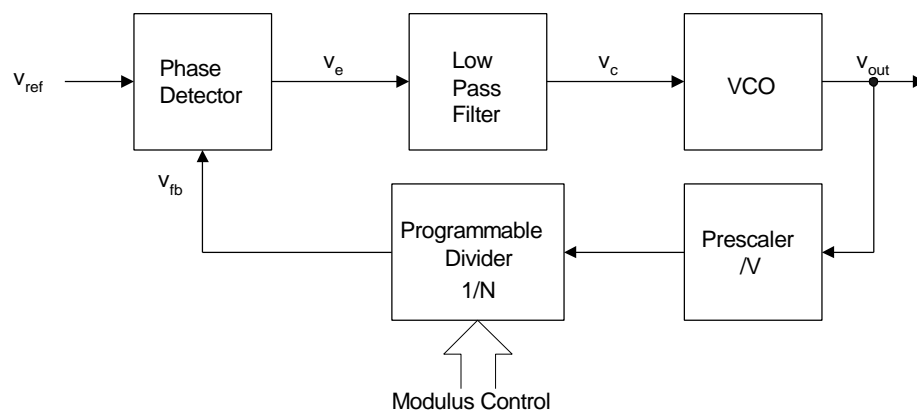 v_ref
Phase
Detector
v_e
Low
Pass
Filter
v_c
VCO
v_out
v_fb
Programmable
Divider
1/N
Prescaler
/V
Modulus Control